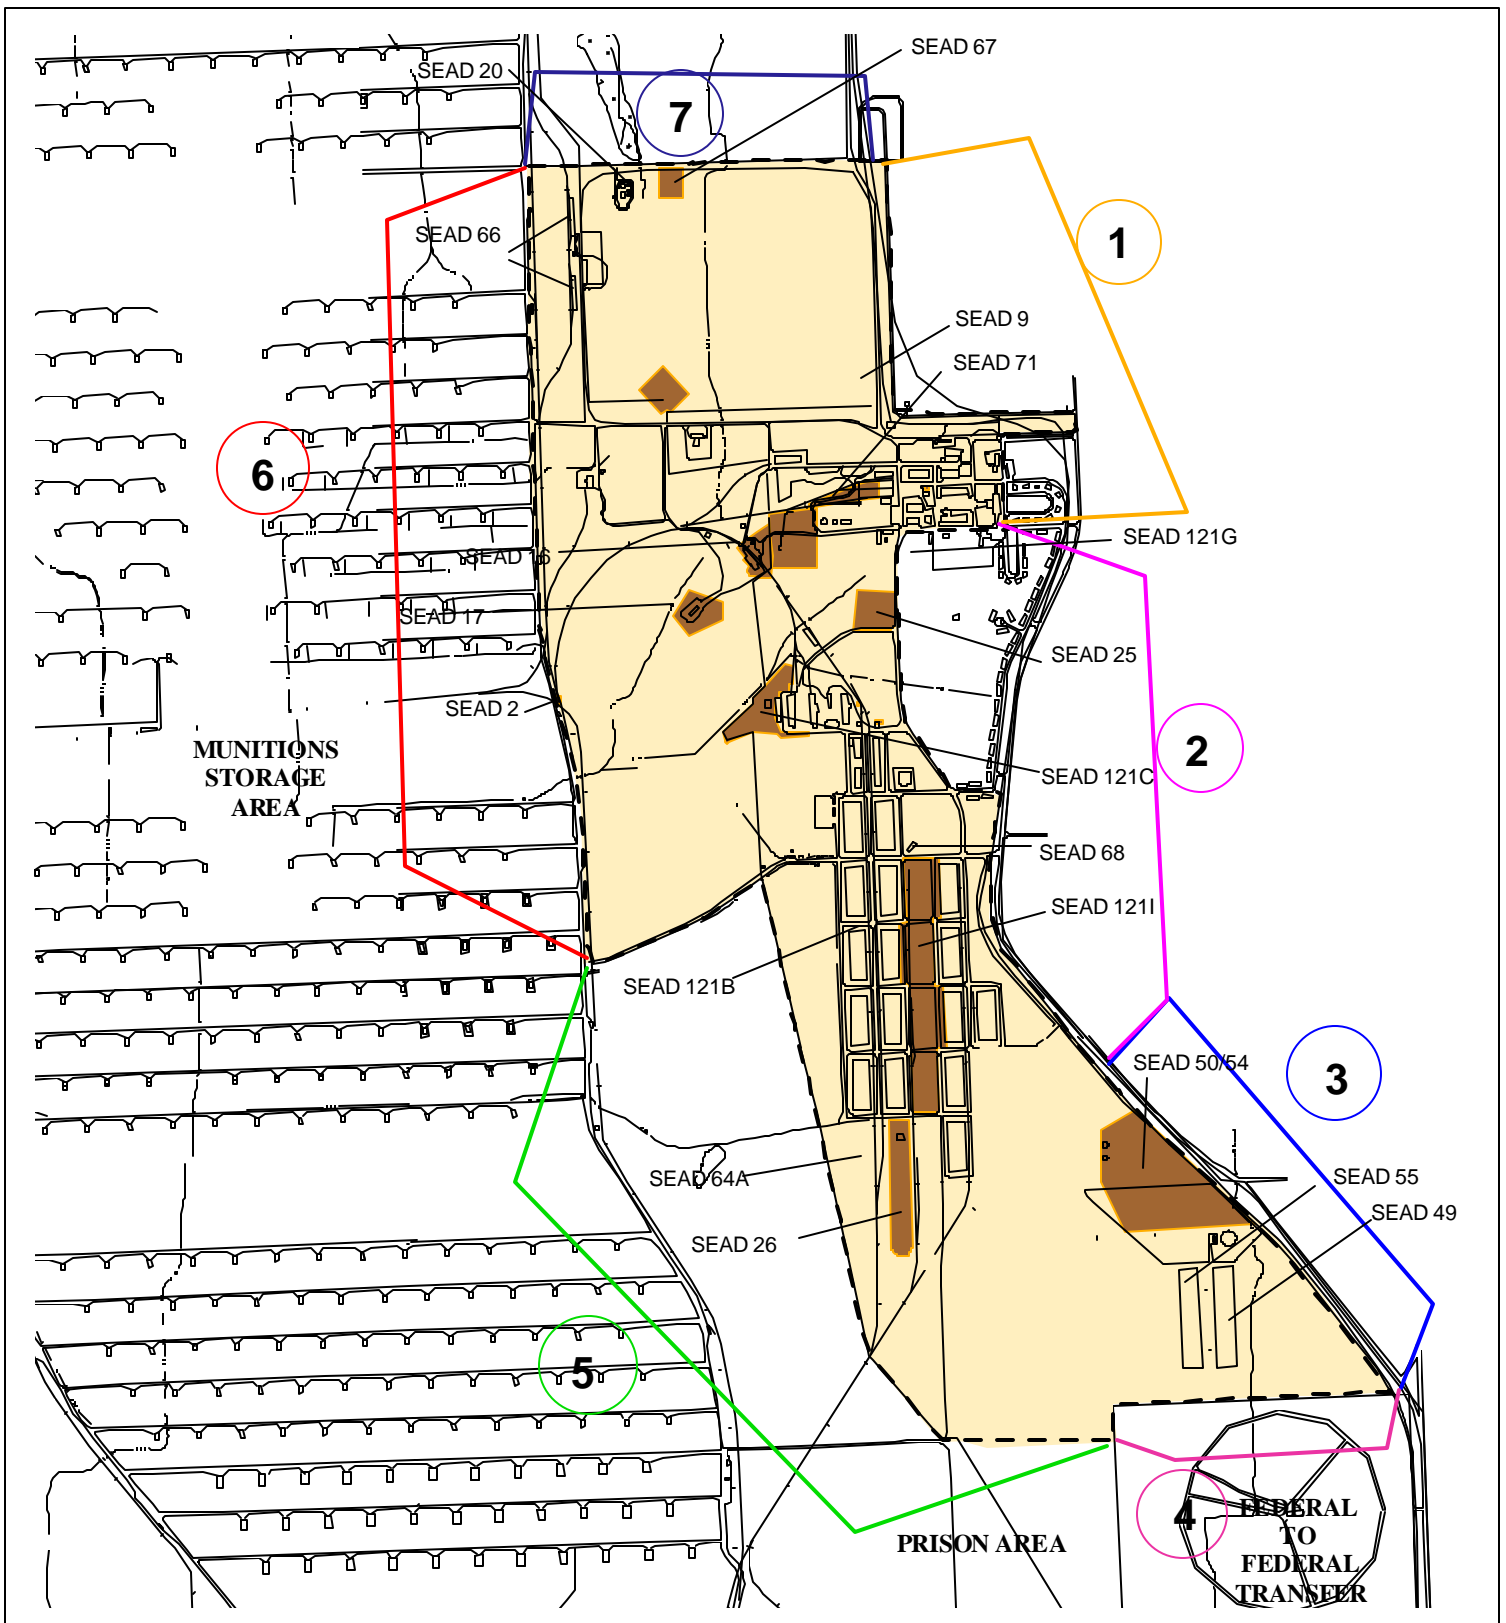 SEAD 67
SEAD 20
7
SEAD 66
1
SEAD 9
SEAD 71
6
SEAD 16
SEAD 121G
SEAD 17
SEAD 25
SEAD 2
MUNITIONS
STORAGE
AREA
2
SEAD 121C
SEAD 68
SEAD 121I
SEAD 121B
SEAD 50/54
3
SEAD 64A
SEAD 55
SEAD 49
SEAD 26
5
4
FEDERAL
TO
FEDERAL
TRANSFER
PRISON AREA